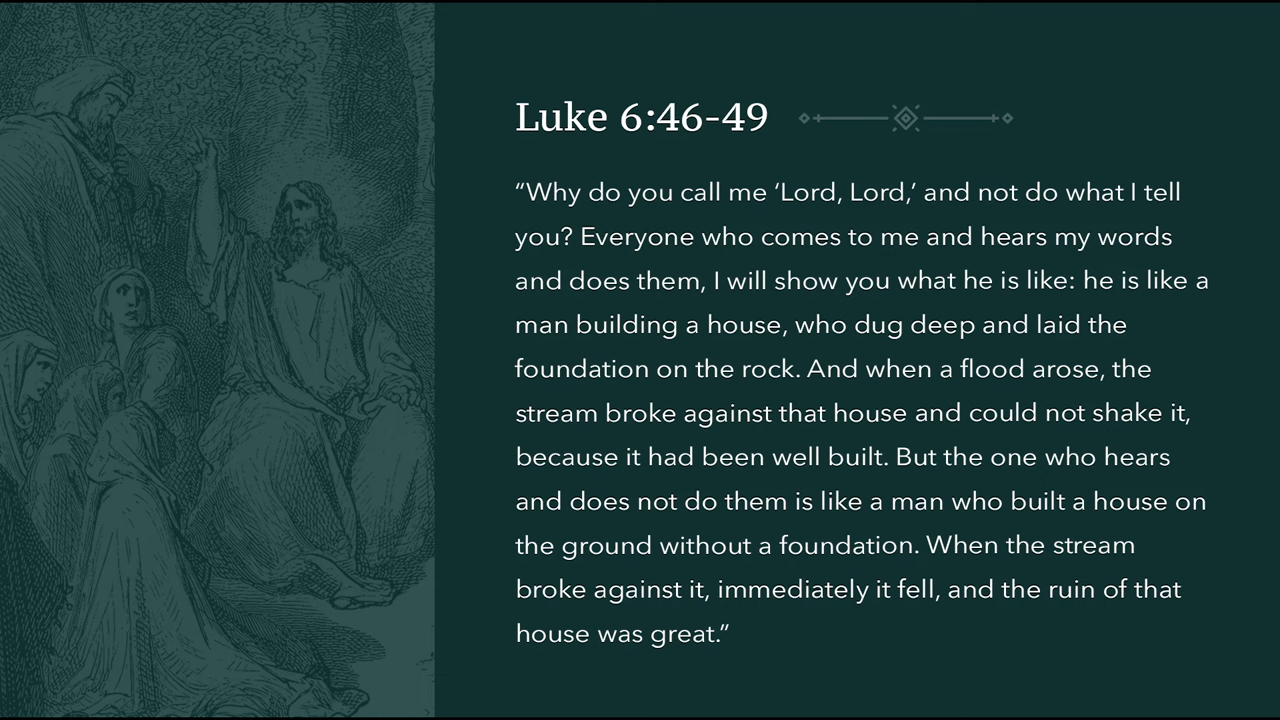 Luke 6:46-49
“Why do you call me ‘Lord, Lord,’ and not do what I tell
you? Everyone who comes to me and hears my words
and does them, I will show you what he is like: he is like a
man building a house, who dug deep and laid the
foundation on the rock. And when a flood arose, the
stream broke against that house and could not shake it,
because it had been well built. But the one who hears
and does not do them is like a man who built a house on
the ground without a foundation. When the stream
broke against it, immediately it fell, and the ruin of that
house was great.”